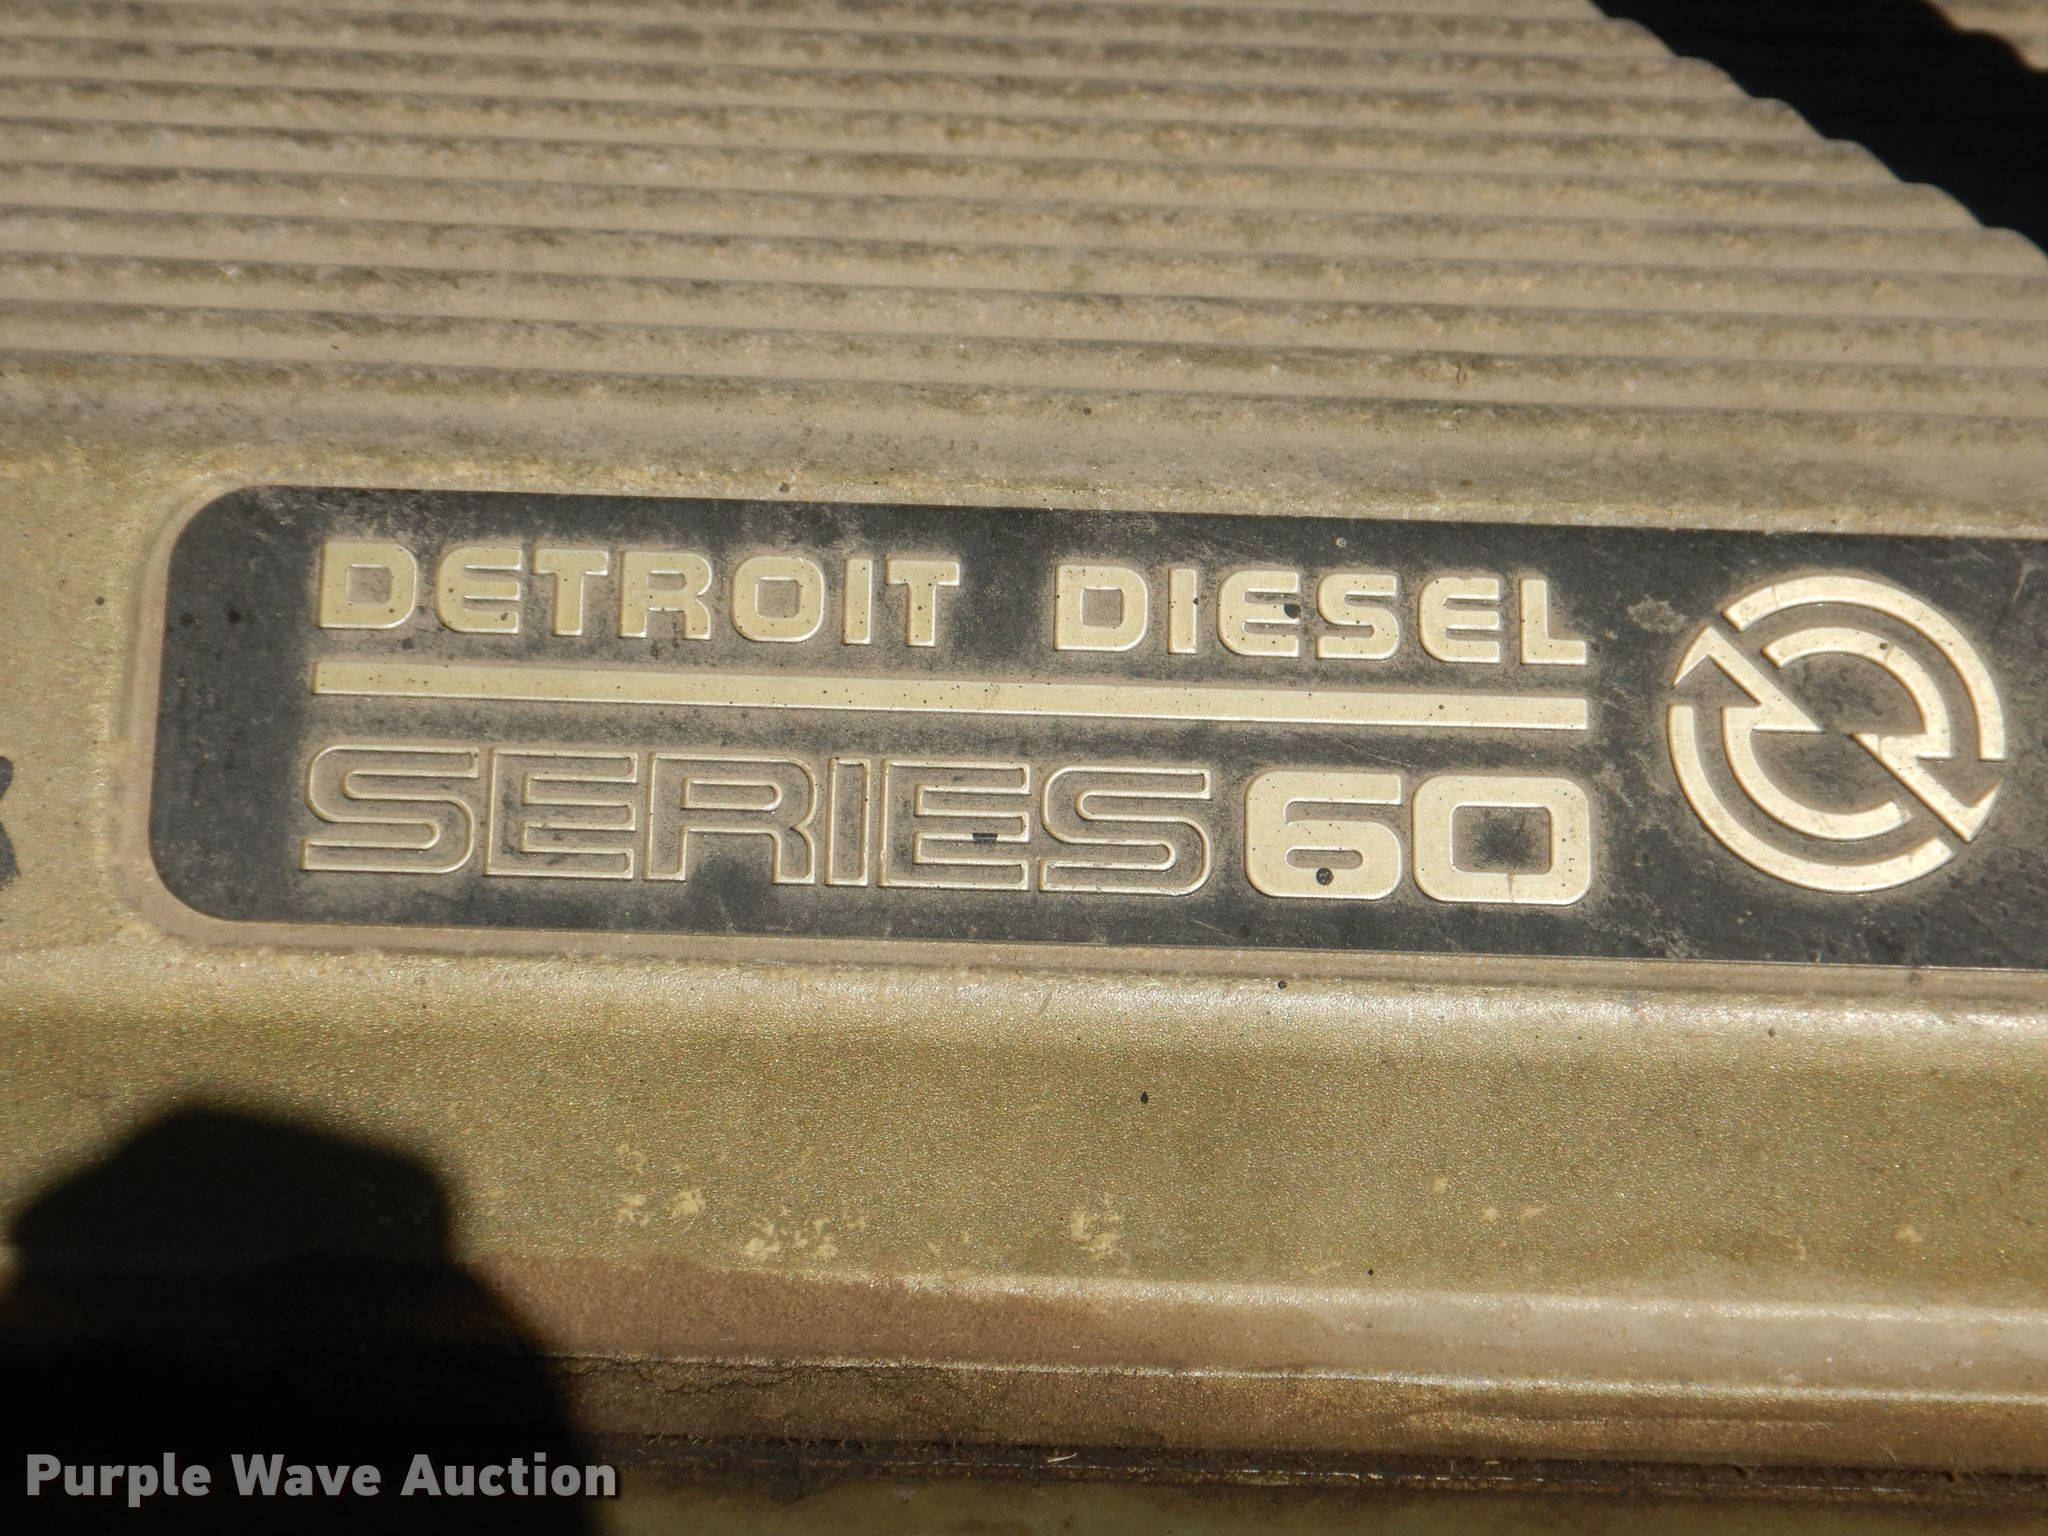 DETROIT DIESEL
SERIES 60
Purple Wave Auction